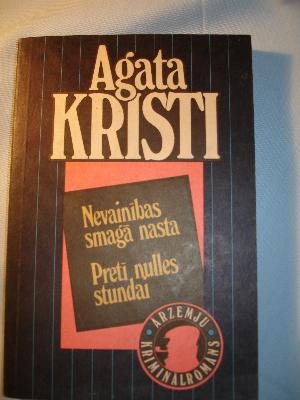 Agata
KRISTI
Nevainības
smagā nasta
Pretī nulles
stundai
ĀRZEMJU
KRIMINĀLROMĀNS